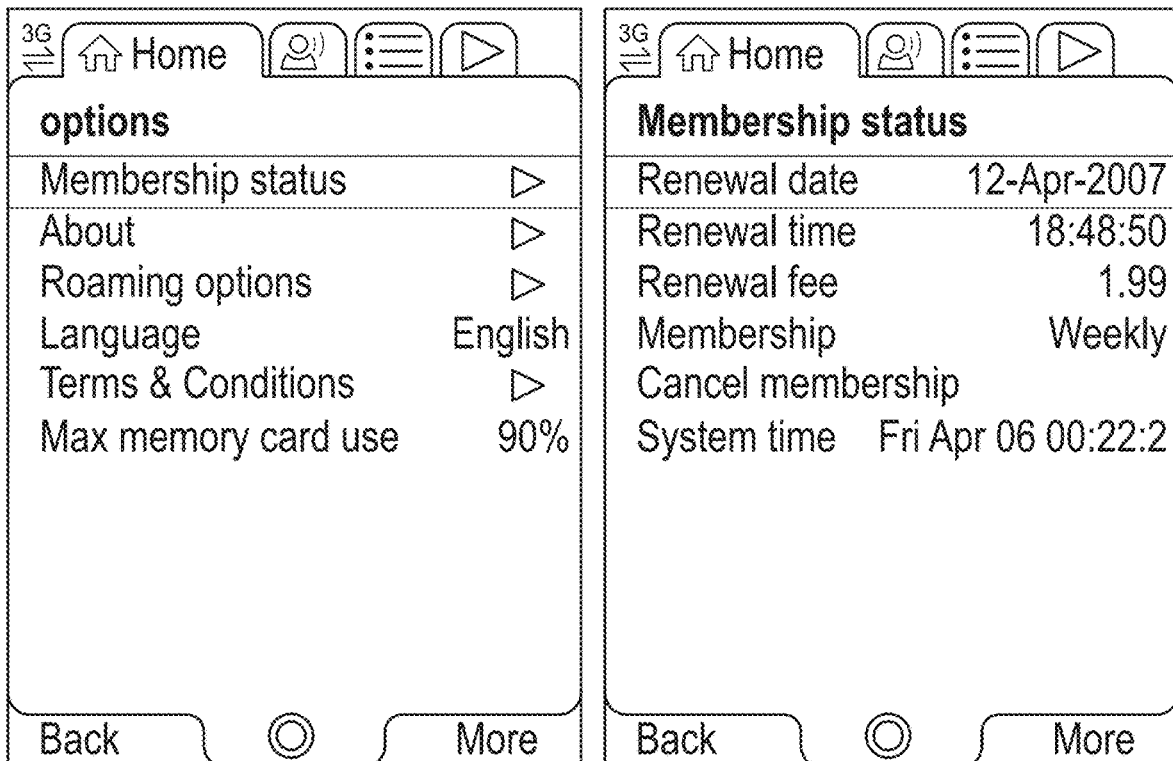 3G
Home
options
Membership status
About
Roaming options
Language English
Terms & Conditions
Max memory card use 90%
Back More
3G
Home
Membership status
Renewal date 12-Apr-2007
Renewal time 18:48:50
Renewal fee 1.99
Membership Weekly
Cancel membership
System time Fri Apr 06 00:22:2
Back More